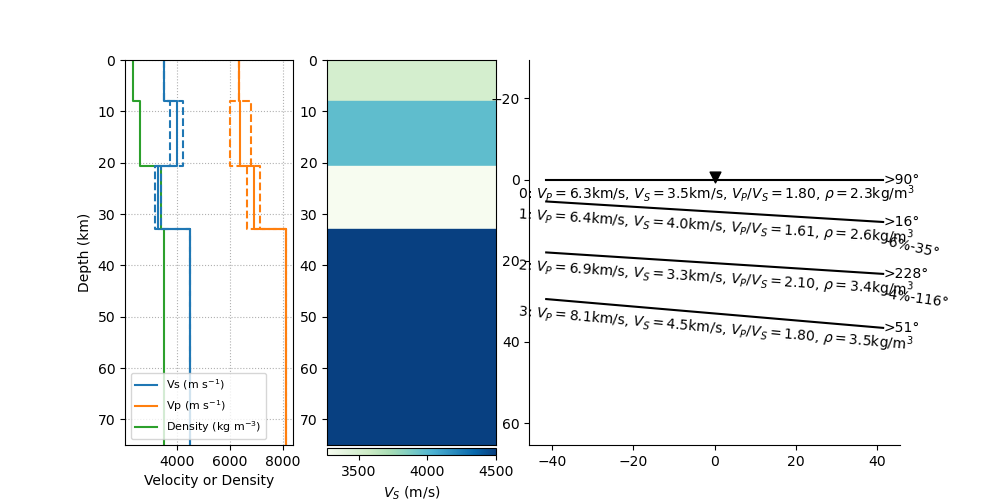 0
10
20
30
40
50
60
70
Depth (km)
4000 6000 8000
Velocity or Density
Vs (m s⁻¹)
Vp (m s⁻¹)
Density (kg m⁻³)
0
10
20
30
40
50
60
70
3500 4000 4500
V_S (m/s)
−20
0
20
40
60
−40 −20 0 20 40
>90°
0: V_P = 6.3km/s, V_S = 3.5km/s, V_P/V_S = 1.80, ρ = 2.3kg/m³
>16°
1: V_P = 6.4km/s, V_S = 4.0km/s, V_P/V_S = 1.61, ρ = 2.6kg/m³
-6%-35°
>228°
2: V_P = 6.9km/s, V_S = 3.3km/s, V_P/V_S = 2.10, ρ = 3.4kg/m³
-4%-116°
>51°
3: V_P = 8.1km/s, V_S = 4.5km/s, V_P/V_S = 1.80, ρ = 3.5kg/m³